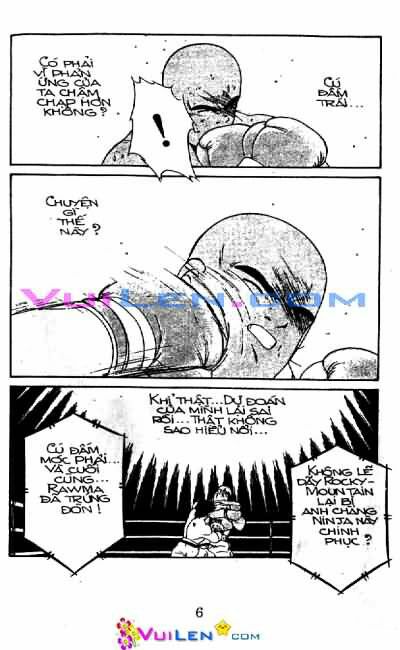 CÓ PHẢI
VÌ PHẢN
ỨNG CỦA
TA CHẬM
CHẠP HƠN
KHÔNG?
!
CÚ
ĐẤM
TRÁI...
CHUYỆN
GÌ
THẾ
NÀY?
VUILEN.COM
KHỈ THẬT...DỰ ĐOÁN
CỦA MÌNH LẠI SAI
RỒI...THẬT KHÔNG
SAO HIỂU NỔI...
CÚ ĐẤM
MÓC PHẢI...
VÀ CUỐI
CÙNG...
RAWMA
ĐÃ TRÚNG
ĐÒN!
KHÔNG LẼ
DÃY ROCKY-
MOUNTAIN
LẠI BỊ
ANH CHÀNG
NINJA NÀY
CHINH
PHỤC?
6
VUILEN.COM